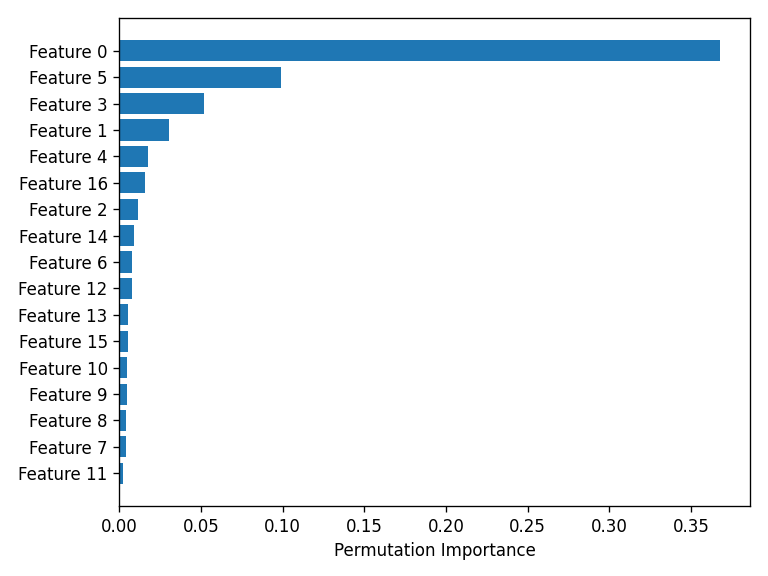 Feature 0
Feature 5
Feature 3
Feature 1
Feature 4
Feature 16
Feature 2
Feature 14
Feature 6
Feature 12
Feature 13
Feature 15
Feature 10
Feature 9
Feature 8
Feature 7
Feature 11
0.00 0.05 0.10 0.15 0.20 0.25 0.30 0.35
Permutation Importance